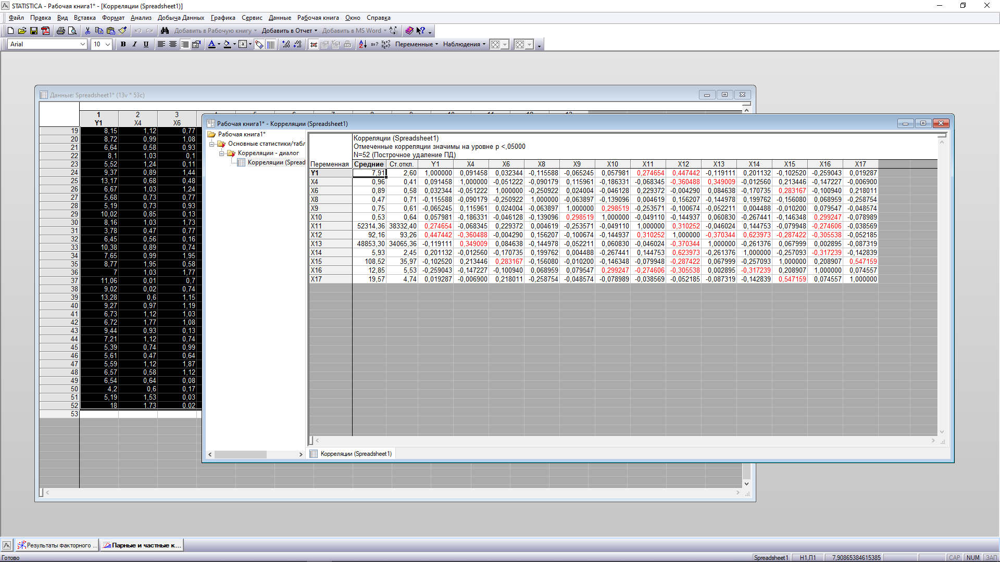 STATISTICA - Рабочая книга1* - [Корреляции (Spreadsheet1)]
Файл Правка Вид Вставка Формат Анализ Добыча Данных Графика Сервис Данные Рабочая книга Окно Справка
Добавить в Рабочую книгу Добавить в Отчет Добавить в MS Word
Arial 10 B I U Переменные Наблюдения
Данные: Spreadsheet1* (13v * 53c)
1 2 3
Y1 X4 X6
19 8,15 1,12 0,77
20 8,72 0,99 1,08
21 6,64 0,58 0,93
22 8,1 1,03 0,1
23 5,52 1,24 0,11
24 9,37 0,89 1,44
25 13,17 0,68 0,48
26 6,67 1,03 1,24
27 5,68 0,73 0,77
28 5,19 0,73 0,93
29 10,02 0,85 0,13
30 8,16 1,03 1,73
31 3,78 0,47 0,77
32 6,45 0,56 0,16
33 10,38 0,89 0,74
34 7,65 0,99 1,95
35 8,77 1,95 0,58
36 7 1,03 1,77
37 11,06 0,01 0,7
38 9,02 0,02 0,74
39 13,28 0,6 1,15
40 9,27 0,97 1,19
41 6,73 1,12 1,03
42 6,72 1,77 1,08
43 9,44 0,93 0,13
44 7,21 1,12 0,74
45 5,39 0,74 0,99
46 5,61 0,47 0,64
47 5,59 1,12 1,87
48 6,57 0,58 1,12
49 6,54 0,64 0,08
50 4,2 0,6 0,17
51 5,19 1,53 0,03
52 18 1,73 0,02
53
Рабочая книга1* - Корреляции (Spreadsheet1)
Рабочая книга1*
Основные статистики/табл
Корреляции - диалог
Корреляции (Spread
Корреляции (Spreadsheet1)
Отмеченные корреляции значимы на уровне p <,05000
N=52 (Построчное удаление ПД)
Переменная Средние Ст.откл. Y1 X4 X6 X8 X9 X10 X11 X12 X13 X14 X15 X16 X17
Y1 7,91 2,60 1,000000 0,091458 0,032344 -0,115588 -0,065245 0,057981 0,274654 0,447442 -0,119111 0,201132 -0,102520 -0,259043 0,019287
X4 0,96 0,41 0,091458 1,000000 -0,051222 -0,090179 0,115961 -0,186331 -0,068345 -0,360488 0,349009 -0,012560 0,213446 -0,147227 -0,006900
X6 0,89 0,58 0,032344 -0,051222 1,000000 -0,250922 0,024004 -0,046128 0,229372 -0,004290 0,084638 -0,170735 0,283167 -0,100940 0,218011
X8 0,47 0,71 -0,115588 -0,090179 -0,250922 1,000000 -0,063897 -0,139096 0,004619 0,156207 -0,144978 0,199762 -0,156080 0,068959 -0,258754
X9 0,75 0,61 -0,065245 0,115961 0,024004 -0,063897 1,000000 0,298519 -0,253571 -0,100674 -0,052211 0,004488 -0,010200 0,079547 -0,048574
X10 0,53 0,64 0,057981 -0,186331 -0,046128 -0,139096 0,298519 1,000000 -0,049110 -0,144937 0,060830 -0,267441 -0,146348 0,299247 -0,078989
X11 52314,36 38332,40 0,274654 -0,068345 0,229372 0,004619 -0,253571 -0,049110 1,000000 0,310252 -0,046024 0,144753 -0,079948 -0,274606 -0,038569
X12 92,16 93,26 0,447442 -0,360488 -0,004290 0,156207 -0,100674 -0,144937 0,310252 1,000000 -0,370344 0,623973 -0,287422 -0,305538 -0,052185
X13 48853,30 34065,36 -0,119111 0,349009 0,084638 -0,144978 -0,052211 0,060830 -0,046024 -0,370344 1,000000 -0,261376 0,067999 0,002895 -0,087319
X14 5,93 2,45 0,201132 -0,012560 -0,170735 0,199762 0,004488 -0,267441 0,144753 0,623973 -0,261376 1,000000 -0,257093 -0,317239 -0,142839
X15 108,52 35,97 -0,102520 0,213446 0,283167 -0,156080 -0,010200 -0,146348 -0,079948 -0,287422 0,067999 -0,257093 1,000000 0,208907 0,547159
X16 12,85 5,53 -0,259043 -0,147227 -0,100940 0,068959 0,079547 0,299247 -0,274606 -0,305538 0,002895 -0,317239 0,208907 1,000000 0,074557
X17 19,57 4,74 0,019287 -0,006900 0,218011 -0,258754 -0,048574 -0,078989 -0,038569 -0,052185 -0,087319 -0,142839 0,547159 0,074557 1,000000
Корреляции (Spreadsheet1)
Результаты факторного ... Парные и частные к...
Готово Spreadsheet1 Н1,П1 7,90865384615385 CAP NUM ЗАП